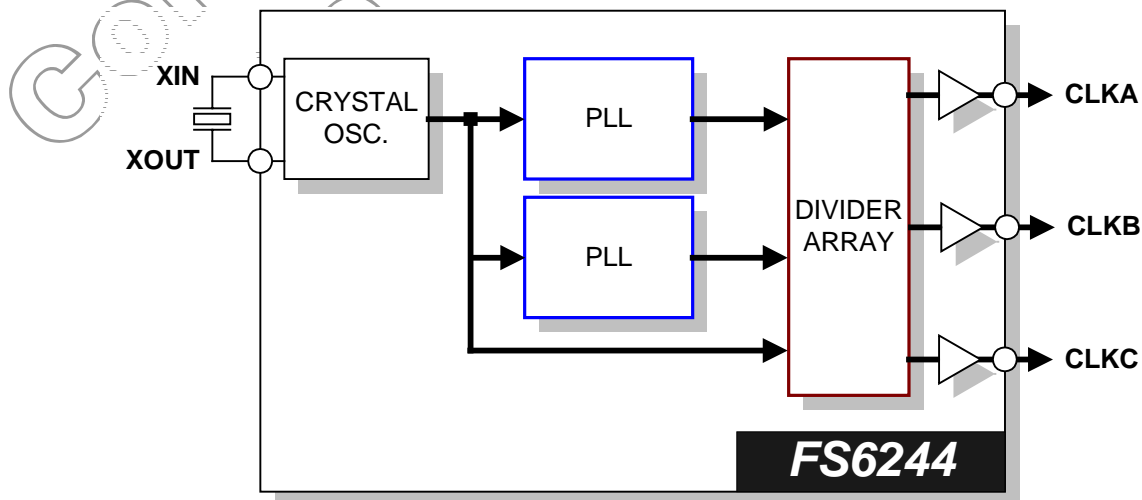 XIN
XOUT
CRYSTAL
OSC.
PLL
PLL
DIVIDER
ARRAY
CLKA
CLKB
CLKC
FS6244